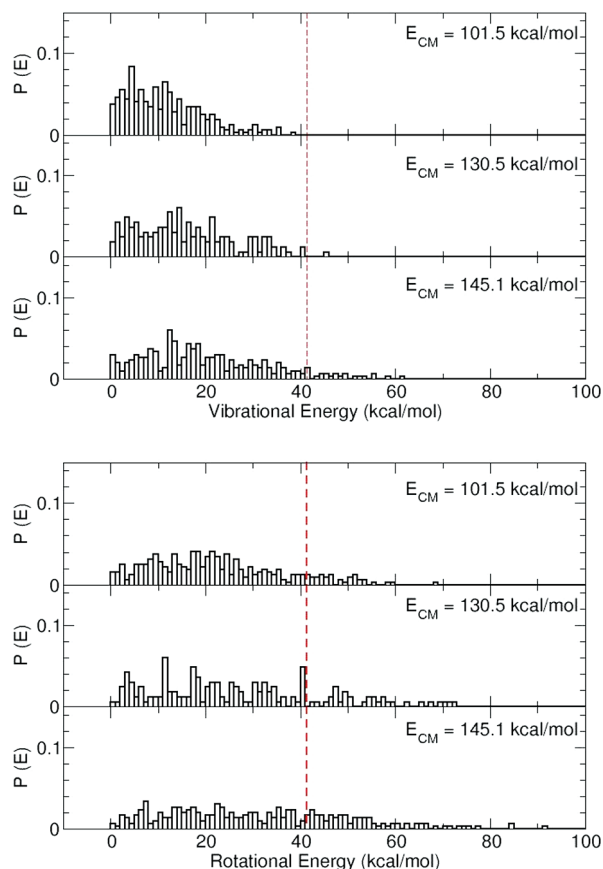 E_CM = 101.5 kcal/mol
P (E)
0.1
0
E_CM = 130.5 kcal/mol
P (E)
0.1
0
E_CM = 145.1 kcal/mol
P (E)
0.1
0
0 20 40 60 80 100
Vibrational Energy (kcal/mol)
E_CM = 101.5 kcal/mol
P (E)
0.1
0
E_CM = 130.5 kcal/mol
P (E)
0.1
0
E_CM = 145.1 kcal/mol
P (E)
0.1
0
0 20 40 60 80 100
Rotational Energy (kcal/mol)